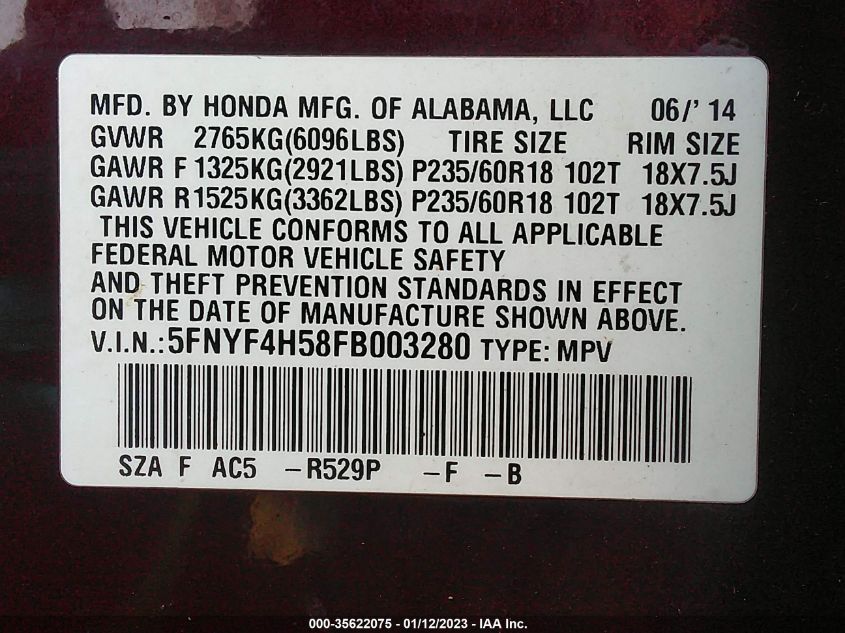 MFD. BY HONDA MFG. OF ALABAMA, LLC 06/'14
GVWR 2765KG(6096LBS) TIRE SIZE RIM SIZE
GAWR F 1325KG(2921LBS) P235/60R18 102T 18X7.5J
GAWR R1525KG(3362LBS) P235/60R18 102T 18X7.5J
THIS VEHICLE CONFORMS TO ALL APPLICABLE
FEDERAL MOTOR VEHICLE SAFETY
AND THEFT PREVENTION STANDARDS IN EFFECT
ON THE DATE OF MANUFACTURE SHOWN ABOVE.
V.I.N.:5FNYF4H58FB003280 TYPE: MPV
SZA F AC5 -R529P -F -B
000-35622075 - 01/12/2023 - IAA Inc.